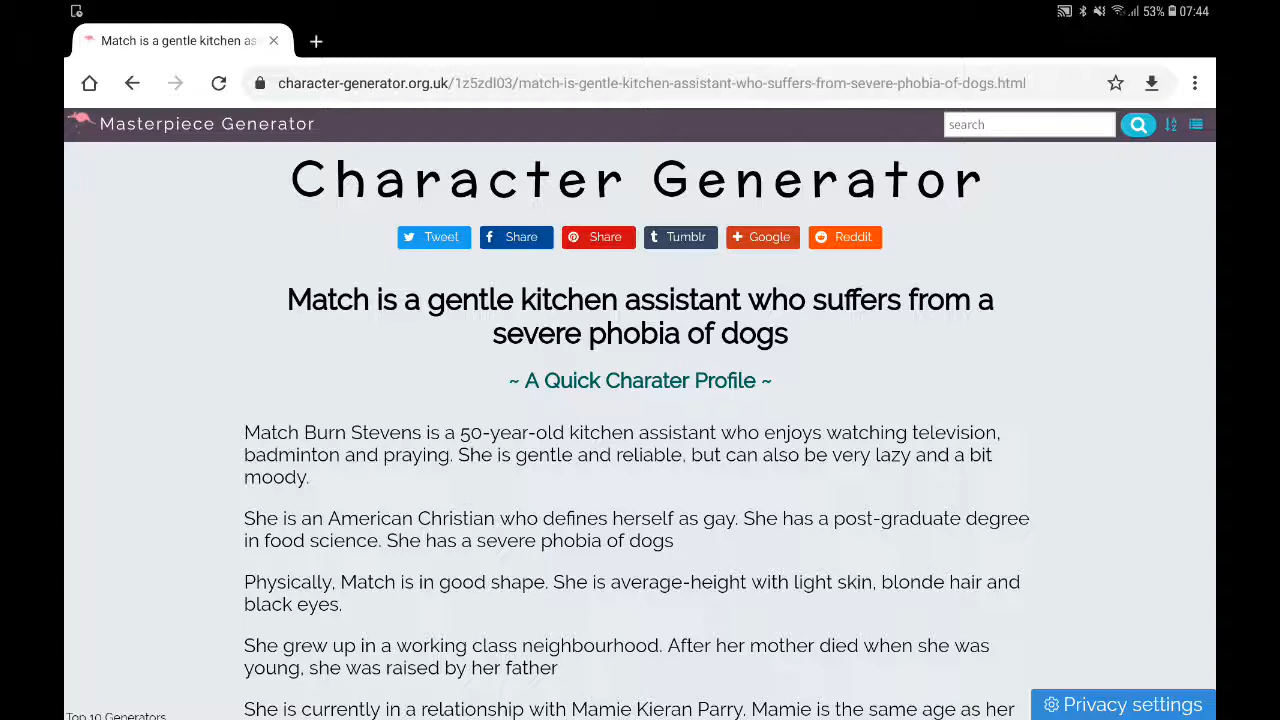 53% 07:44
Match is a gentle kitchen as
character-generator.org.uk/1z5zdl03/match-is-gentle-kitchen-assistant-who-suffers-from-severe-phobia-of-dogs.html
Masterpiece Generator
search
Character Generator
Tweet Share Share Tumblr Google Reddit
Match is a gentle kitchen assistant who suffers from a
severe phobia of dogs
~ A Quick Charater Profile ~
Match Burn Stevens is a 50-year-old kitchen assistant who enjoys watching television,
badminton and praying. She is gentle and reliable, but can also be very lazy and a bit
moody.
She is an American Christian who defines herself as gay. She has a post-graduate degree
in food science. She has a severe phobia of dogs
Physically, Match is in good shape. She is average-height with light skin, blonde hair and
black eyes.
She grew up in a working class neighbourhood. After her mother died when she was
young, she was raised by her father
She is currently in a relationship with Mamie Kieran Parry. Mamie is the same age as her
Privacy settings
Top 10 Generators